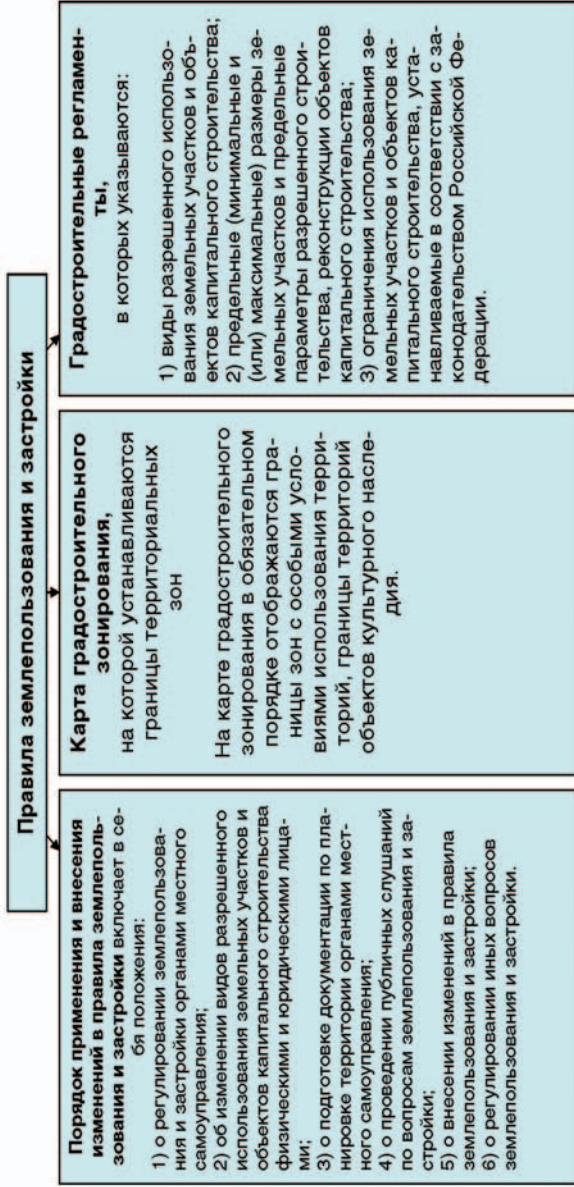 Правила землепользования и застройки
Порядок применения и внесения
изменений в правила землеполь-
зования и застройки включает в се-
бя положения:
1) о регулировании землепользова-
ния и застройки органами местного
самоуправления;
2) об изменении видов разрешенного
использования земельных участков и
объектов капитального строительства
физическими и юридическими лица-
ми;
3) о подготовке документации по пла-
нировке территории органами мест-
ного самоуправления;
4) о проведении публичных слушаний
по вопросам землепользования и за-
стройки;
5) о внесении изменений в правила
землепользования и застройки;
6) о регулировании иных вопросов
землепользования и застройки.
Карта градостроительного
зонирования,
на которой устанавливаются
границы территориальных
зон
На карте градостроительного
зонирования в обязательном
порядке отображаются гра-
ницы зон с особыми усло-
виями использования терри-
торий, границы территорий
объектов культурного насле-
дия.
Градостроительные регламен-
ты,
в которых указываются:
1) виды разрешенного использо-
вания земельных участков и объ-
ектов капитального строительства;
2) предельные (минимальные и
(или) максимальные) размеры зе-
мельных участков и предельные
параметры разрешенного строи-
тельства, реконструкции объектов
капитального строительства;
3) ограничения использования зе-
мельных участков и объектов ка-
питального строительства, уста-
навливаемые в соответствии с за-
конодательством Российской Фе-
дерации.